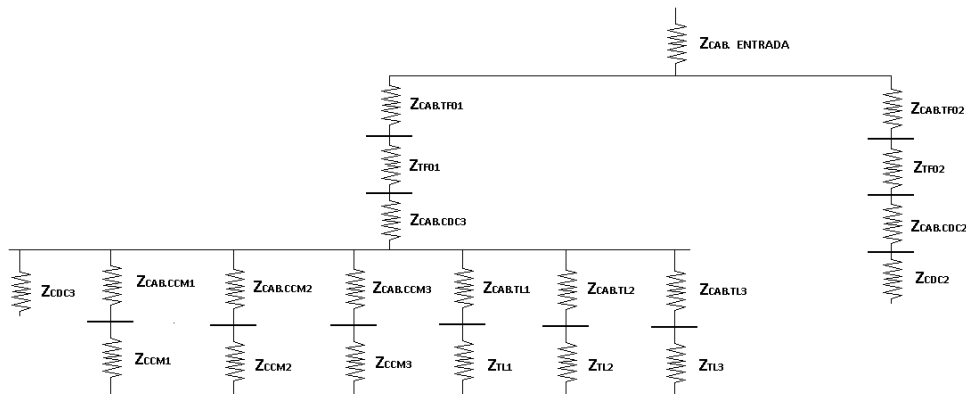 ZCAB. ENTRADA
ZCAB.TF01
ZCAB.TF02
ZTF01
ZTF02
ZCAB.CDC3
ZCAB.CDC2
ZCDC3
ZCAB.CCM1
ZCAB.CCM2
ZCAB.CCM3
ZCAB.TL1
ZCAB.TL2
ZCAB.TL3
ZCDC2
ZCCM1
ZCCM2
ZCCM3
ZTL1
ZTL2
ZTL3